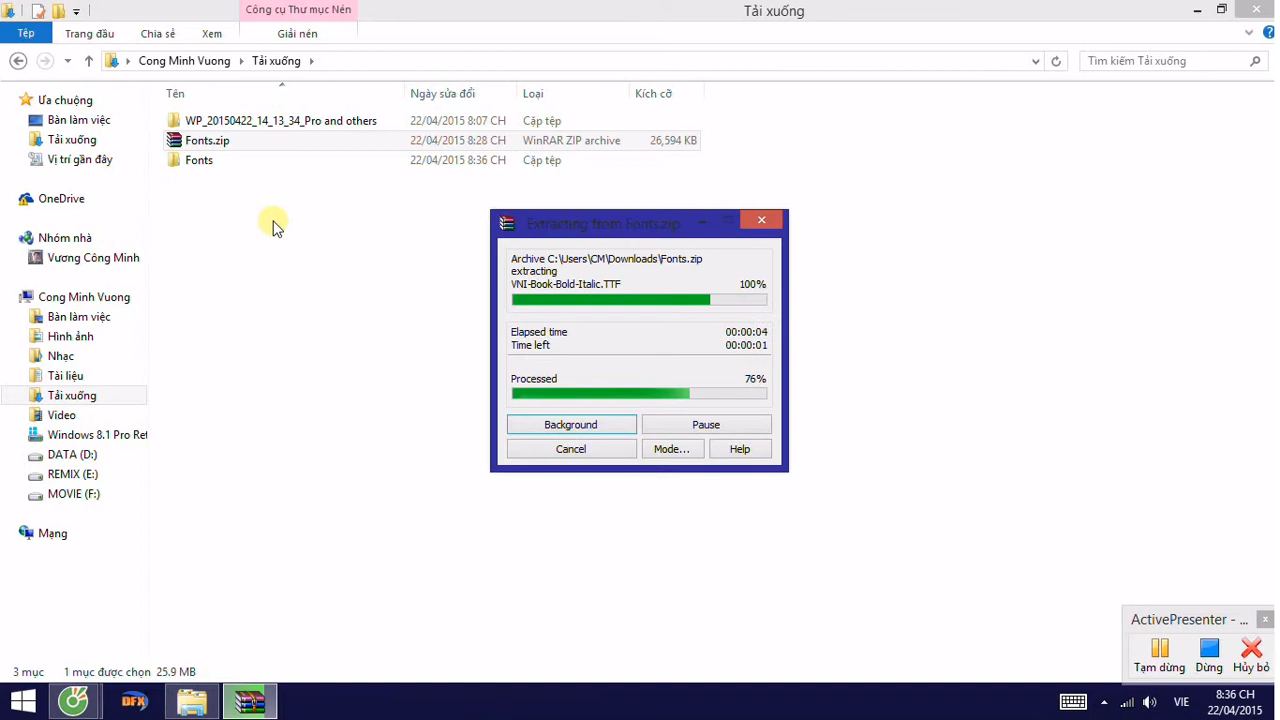 Công cụ Thư mục Nén
Tải xuống
Tệp
Trang đầu
Chia sẻ
Xem
Giải nén
Cong Minh Vuong
Tải xuống
Tìm kiếm Tải xuống
Tên
Ngày sửa đổi
Loại
Kích cỡ
WP_20150422_14_13_34_Pro and others
22/04/2015 8:07 CH
Cặp tệp
Fonts.zip
22/04/2015 8:28 CH
WinRAR ZIP archive
26,594 KB
Fonts
22/04/2015 8:36 CH
Cặp tệp
Ưa chuộng
Bàn làm việc
Tải xuống
Vị trí gần đây
OneDrive
Nhóm nhà
Vương Công Minh
Cong Minh Vuong
Bàn làm việc
Hình ảnh
Nhạc
Tài liệu
Tải xuống
Video
Windows 8.1 Pro Ret
DATA (D:)
REMIX (E:)
MOVIE (F:)
Mạng
Extracting from Fonts.zip
Archive C:\Users\CM\Downloads\Fonts.zip
extracting
VNI-Book-Bold-Italic.TTF
100%
Elapsed time
00:00:04
Time left
00:00:01
Processed
76%
Background
Pause
Cancel
Mode...
Help
ActivePresenter - ...
Tạm dừng
Dừng
Hủy bỏ
3 mục
1 mục được chọn 25.9 MB
DFX
VIE
8:36 CH
22/04/2015